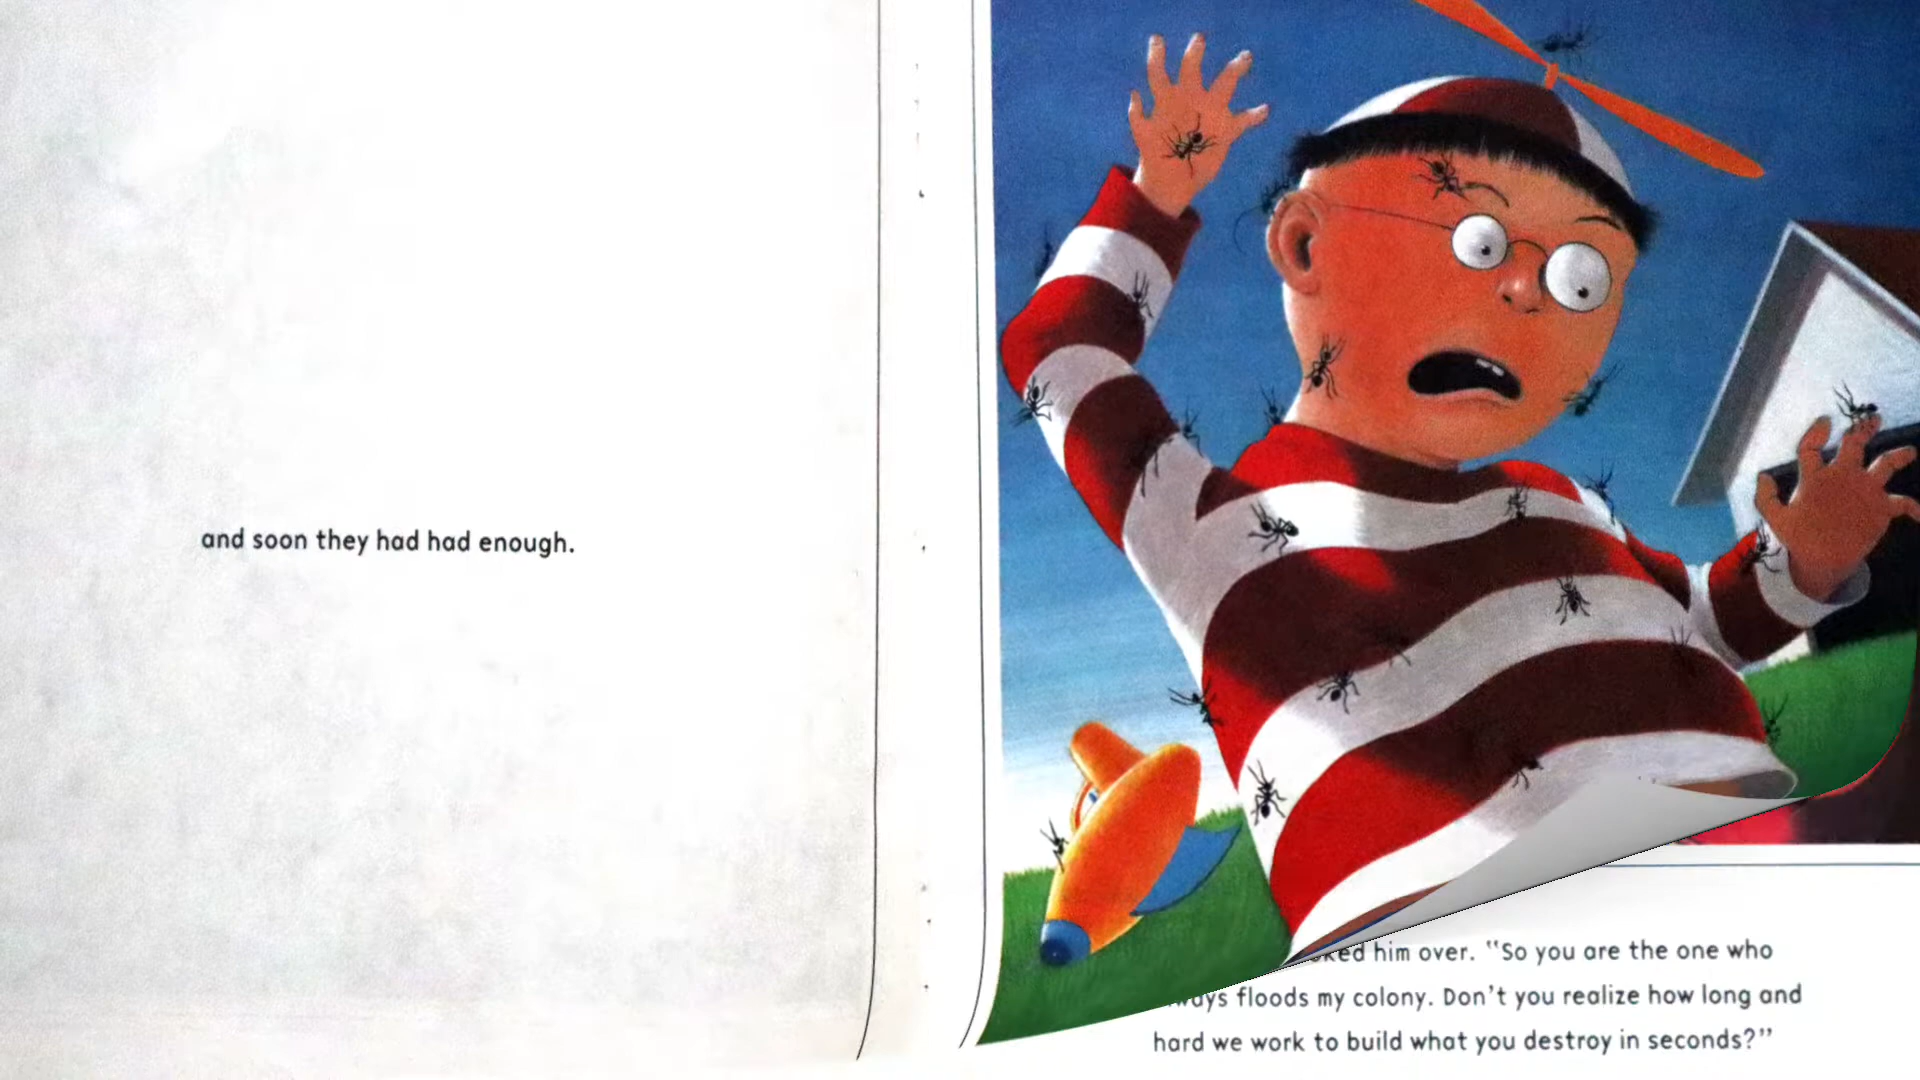 and soon they had had enough.
him over. “So you are the one who
floods my colony. Don’t you realize how long and
hard we work to build what you destroy in seconds?”